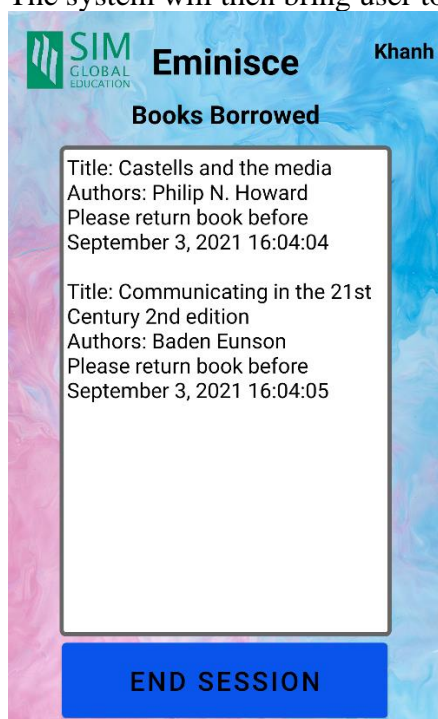 The system will then bring user to
SIM
GLOBAL
EDUCATION
Eminisce
Khanh
Books Borrowed
Title: Castells and the media
Authors: Philip N. Howard
Please return book before
September 3, 2021 16:04:04
Title: Communicating in the 21st
Century 2nd edition
Authors: Baden Eunson
Please return book before
September 3, 2021 16:04:05
END SESSION